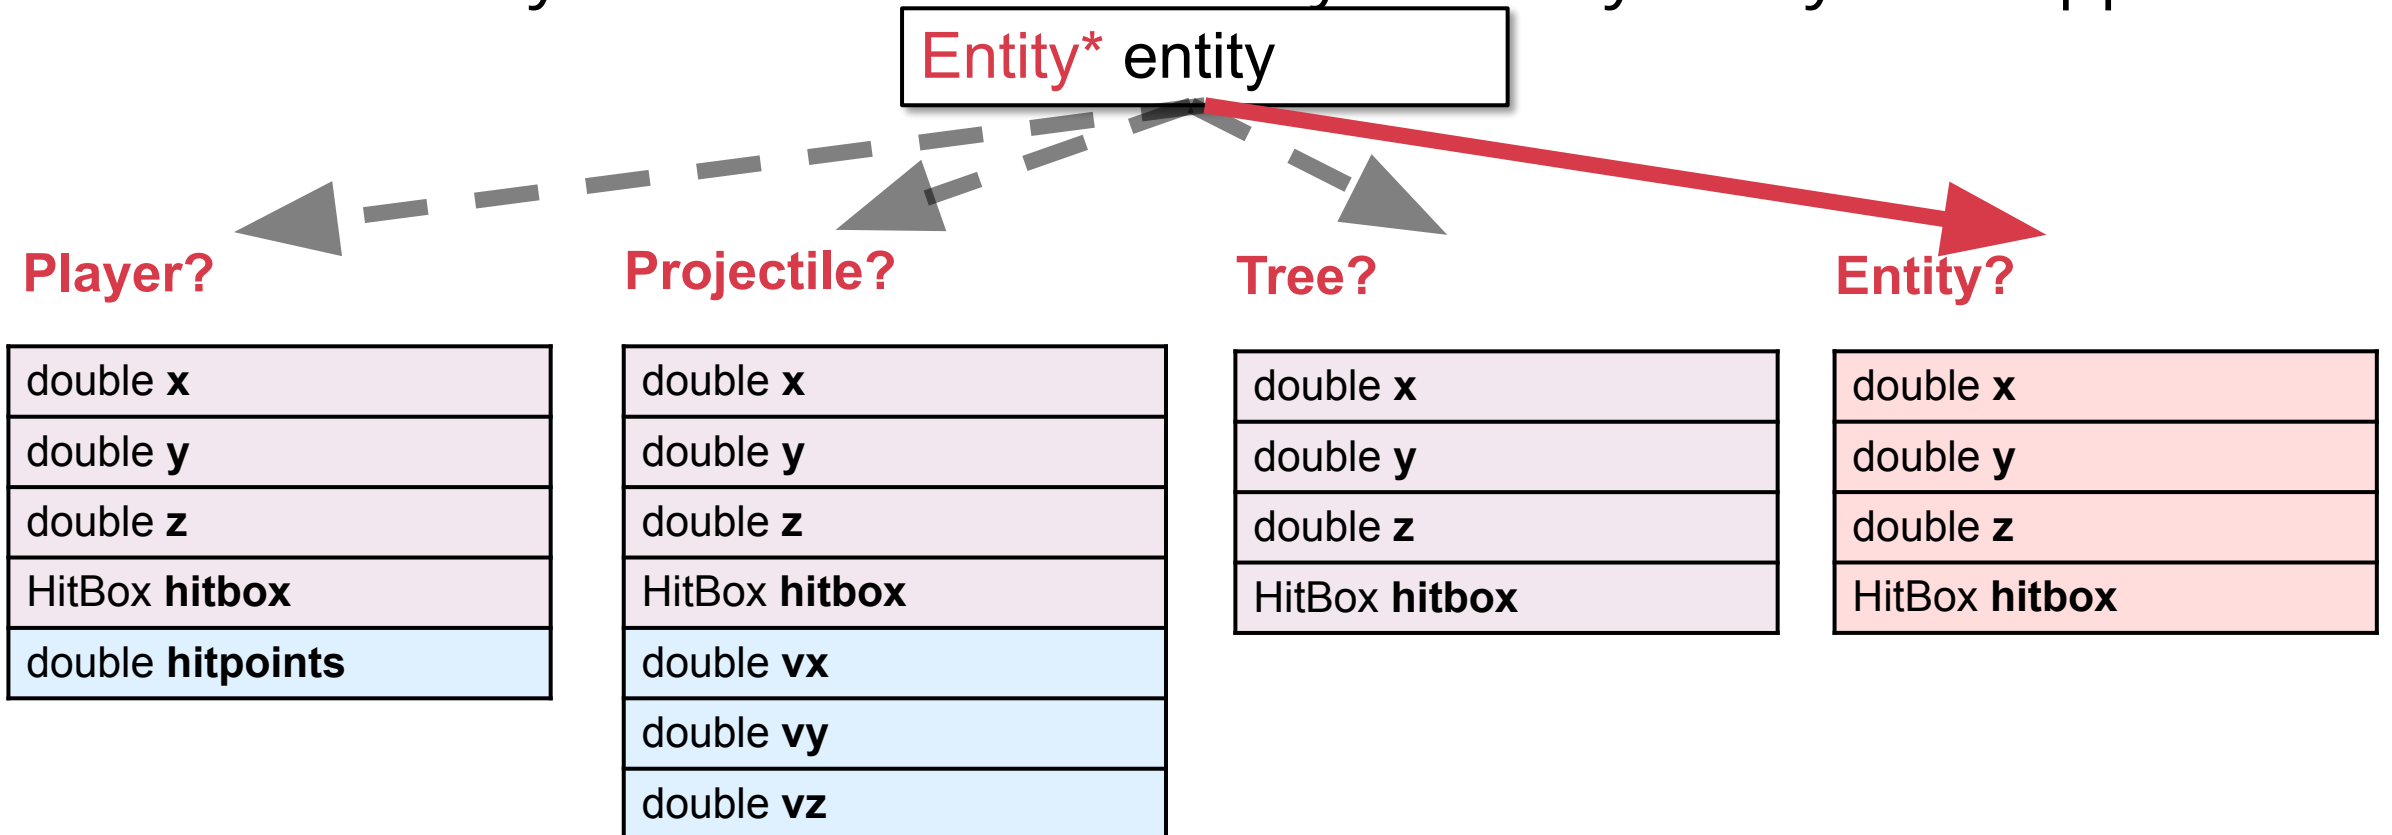 Entity* entity
Player?
Projectile?
Tree?
Entity?
double x
double y
double z
HitBox hitbox
double hitpoints
double x
double y
double z
HitBox hitbox
double vx
double vy
double vz
double x
double y
double z
HitBox hitbox
double x
double y
double z
HitBox hitbox